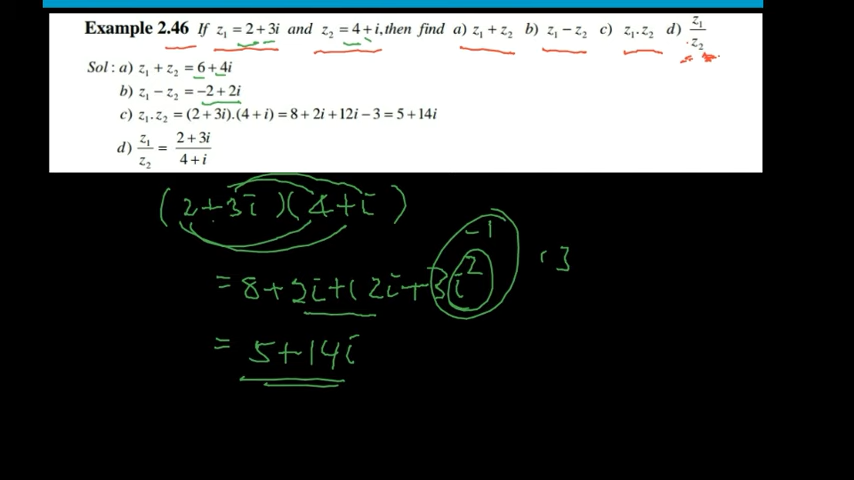 Example 2.46 If z₁ = 2 + 3i and z₂ = 4 + i, then find a) z₁ + z₂ b) z₁ − z₂ c) z₁.z₂ d) z₁/z₂
Sol : a) z₁ + z₂ = 6 + 4i
b) z₁ − z₂ = −2 + 2i
c) z₁.z₂ = (2 + 3i).(4 + i) = 8 + 2i + 12i − 3 = 5 + 14i
d) z₁/z₂ = (2 + 3i)/(4 + i)
(2+3i)(4+i)
-1
= 8+2i+12i+3i² 3
= 5+14i